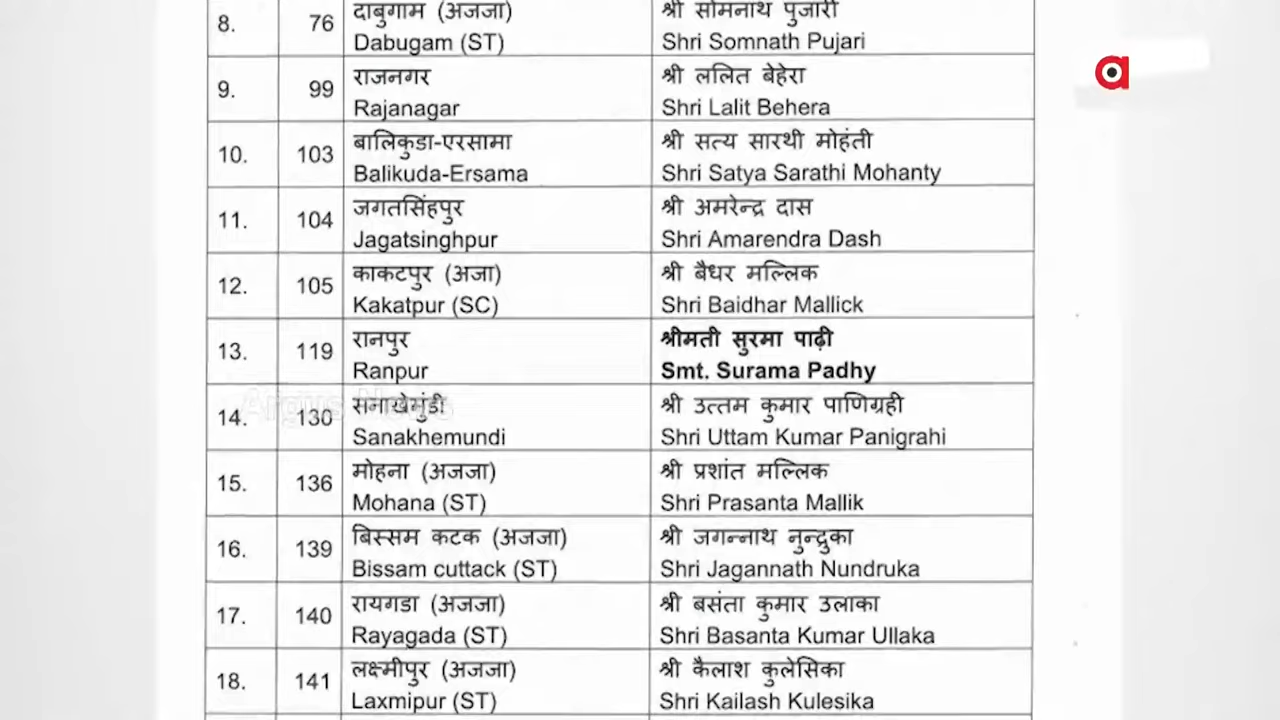 8. 76 दाबुगाम (अजजा) श्री सोमनाथ पुजारी
Dabugam (ST) Shri Somnath Pujari
9. 99 राजनगर श्री ललित बेहेरा
Rajanagar Shri Lalit Behera
10. 103 बालिकुडा-एरसामा श्री सत्य सारथी मोहंती
Balikuda-Ersama Shri Satya Sarathi Mohanty
11. 104 जगतसिंहपुर श्री अमरेन्द्र दास
Jagatsinghpur Shri Amarendra Dash
12. 105 काकटपुर (अजा) श्री बैधर मल्लिक
Kakatpur (SC) Shri Baidhar Mallick
13. 119 रानपुर श्रीमती सुरमा पाढ़ी
Ranpur Smt. Surama Padhy
14. 130 सनाखेमुंडी श्री उत्तम कुमार पाणिग्रही
Argus News
Sanakhemundi Shri Uttam Kumar Panigrahi
15. 136 मोहना (अजजा) श्री प्रशांत मल्लिक
Mohana (ST) Shri Prasanta Mallik
16. 139 बिस्सम कटक (अजजा) श्री जगन्नाथ नुन्द्रुका
Bissam cuttack (ST) Shri Jagannath Nundruka
17. 140 रायगडा (अजजा) श्री बसंता कुमार उलाका
Rayagada (ST) Shri Basanta Kumar Ullaka
18. 141 लक्ष्मीपुर (अजजा) श्री कैलाश कुलेसिका
Laxmipur (ST) Shri Kailash Kulesika
a